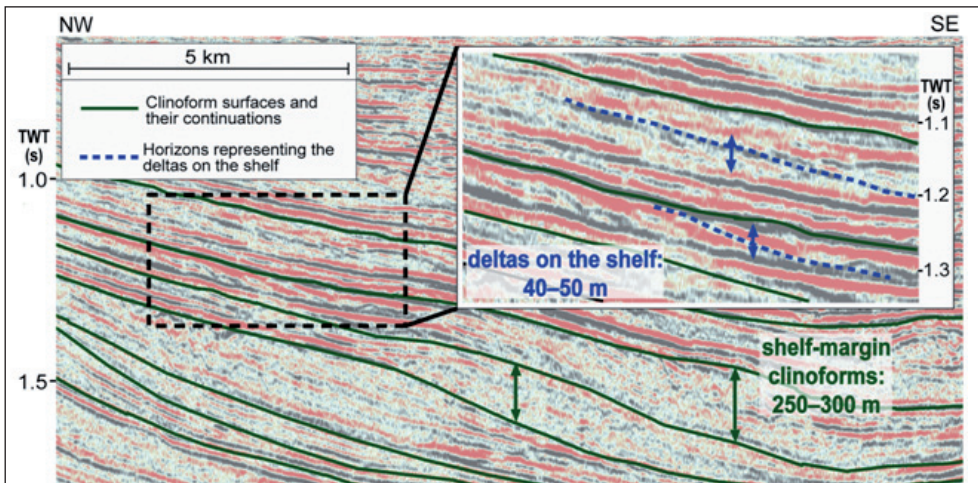 NW
SE
5 km
Clinoform surfaces and
their continuations
Horizons representing the
deltas on the shelf
TWT
(s)
1.0
1.5
TWT
(s)
1.1
1.2
1.3
deltas on the shelf:
40–50 m
shelf-margin
clinoforms:
250–300 m